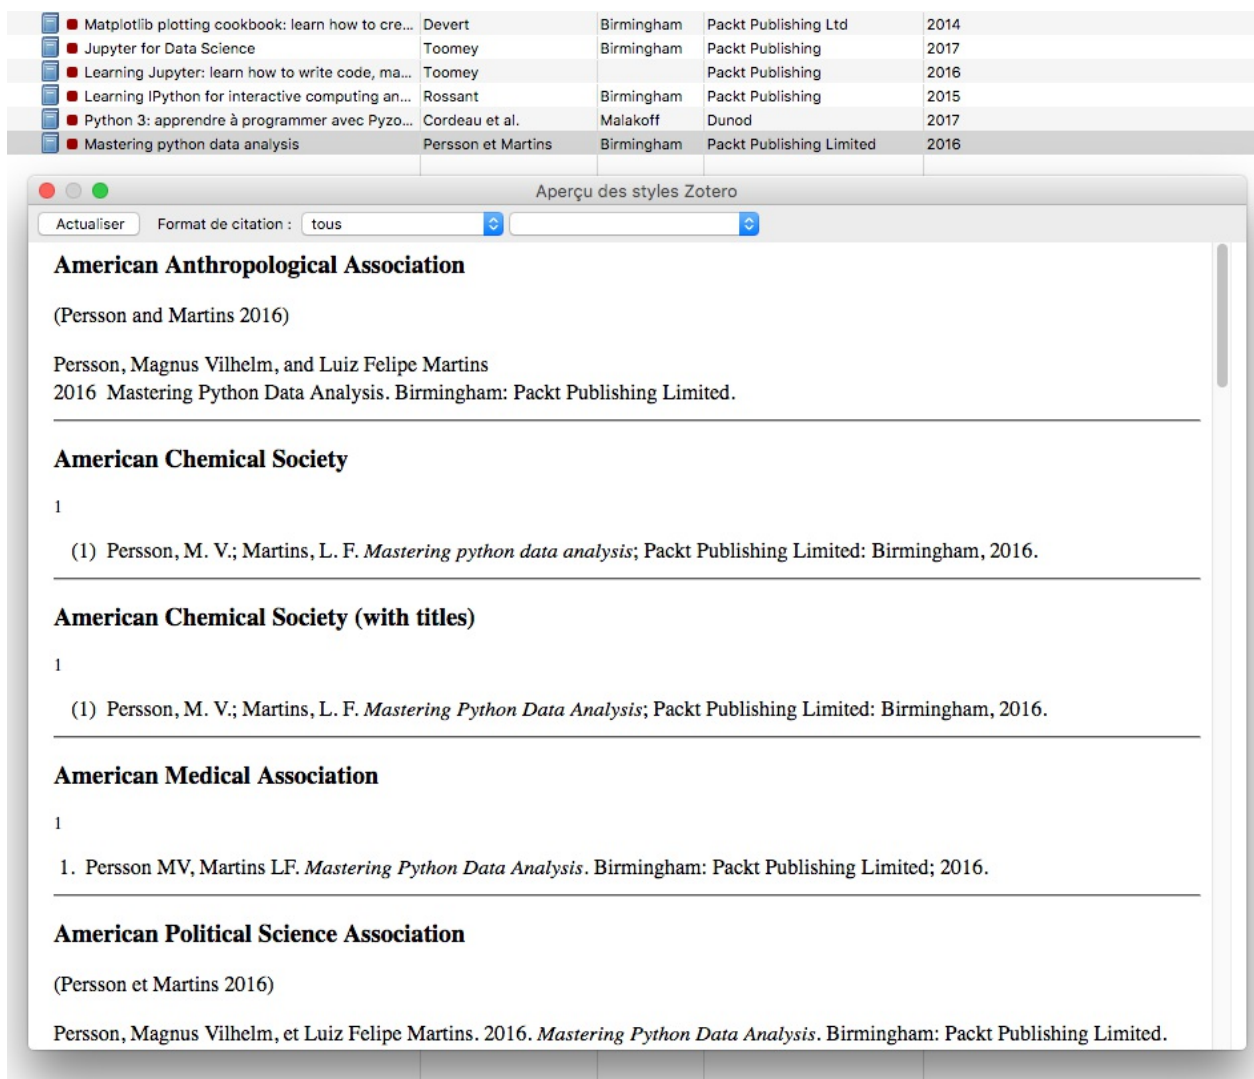 Matplotlib plotting cookbook: learn how to cre... Devert Birmingham Packt Publishing Ltd 2014
Jupyter for Data Science Toomey Birmingham Packt Publishing 2017
Learning Jupyter: learn how to write code, ma... Toomey Packt Publishing 2016
Learning IPython for interactive computing an... Rossant Birmingham Packt Publishing 2015
Python 3: apprendre à programmer avec Pyzo... Cordeau et al. Malakoff Dunod 2017
Mastering python data analysis Persson et Martins Birmingham Packt Publishing Limited 2016
Aperçu des styles Zotero
Actualiser Format de citation : tous
American Anthropological Association
(Persson and Martins 2016)
Persson, Magnus Vilhelm, and Luiz Felipe Martins
2016 Mastering Python Data Analysis. Birmingham: Packt Publishing Limited.
American Chemical Society
1
(1) Persson, M. V.; Martins, L. F. Mastering python data analysis; Packt Publishing Limited: Birmingham, 2016.
American Chemical Society (with titles)
1
(1) Persson, M. V.; Martins, L. F. Mastering Python Data Analysis; Packt Publishing Limited: Birmingham, 2016.
American Medical Association
1
1. Persson MV, Martins LF. Mastering Python Data Analysis. Birmingham: Packt Publishing Limited; 2016.
American Political Science Association
(Persson et Martins 2016)
Persson, Magnus Vilhelm, et Luiz Felipe Martins. 2016. Mastering Python Data Analysis. Birmingham: Packt Publishing Limited.